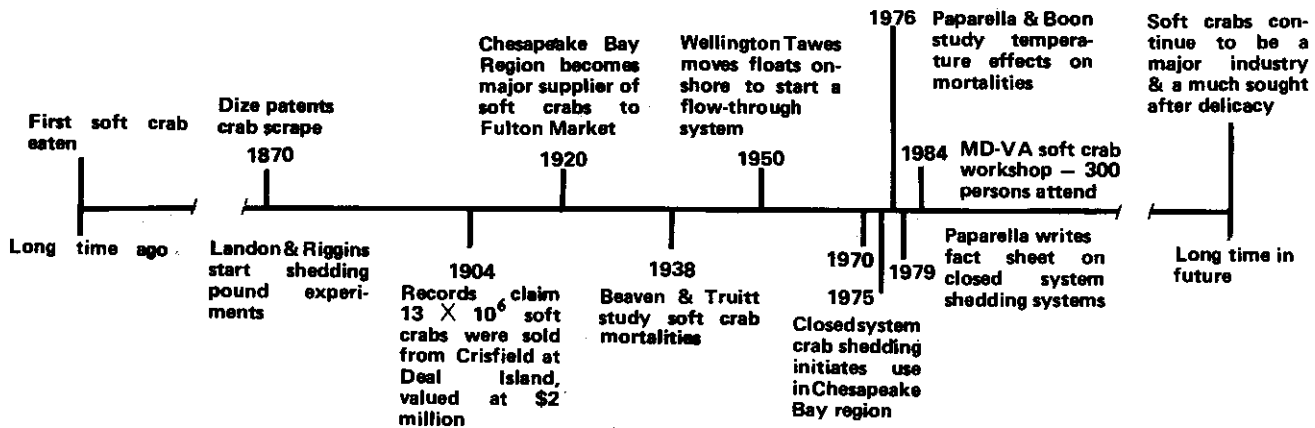 First soft crab
eaten
Long time ago
Dize patents
crab scrape
1870
Landon & Riggins
start shedding
pound experi-
ments
1904
Records claim
13 X 10⁶ soft
crabs were sold
from Crisfield at
Deal Island,
valued at $2
million
Chesapeake Bay
Region becomes
major supplier of
soft crabs to
Fulton Market
1920
1938
Beaven & Truitt
study soft crab
mortalities
Wellington Tawes
moves floats on-
shore to start a
flow-through
system
1950
1970
1975
Closed system
crab shedding
initiates use
in Chesapeake
Bay region
1976
Paparella & Boon
study tempera-
ture effects on
mortalities
1979
Paparella writes
fact sheet on
closed system
shedding systems
1984
MD-VA soft crab
workshop — 300
persons attend
Soft crabs con-
tinue to be a
major industry
& a much sought
after delicacy
Long time in
future